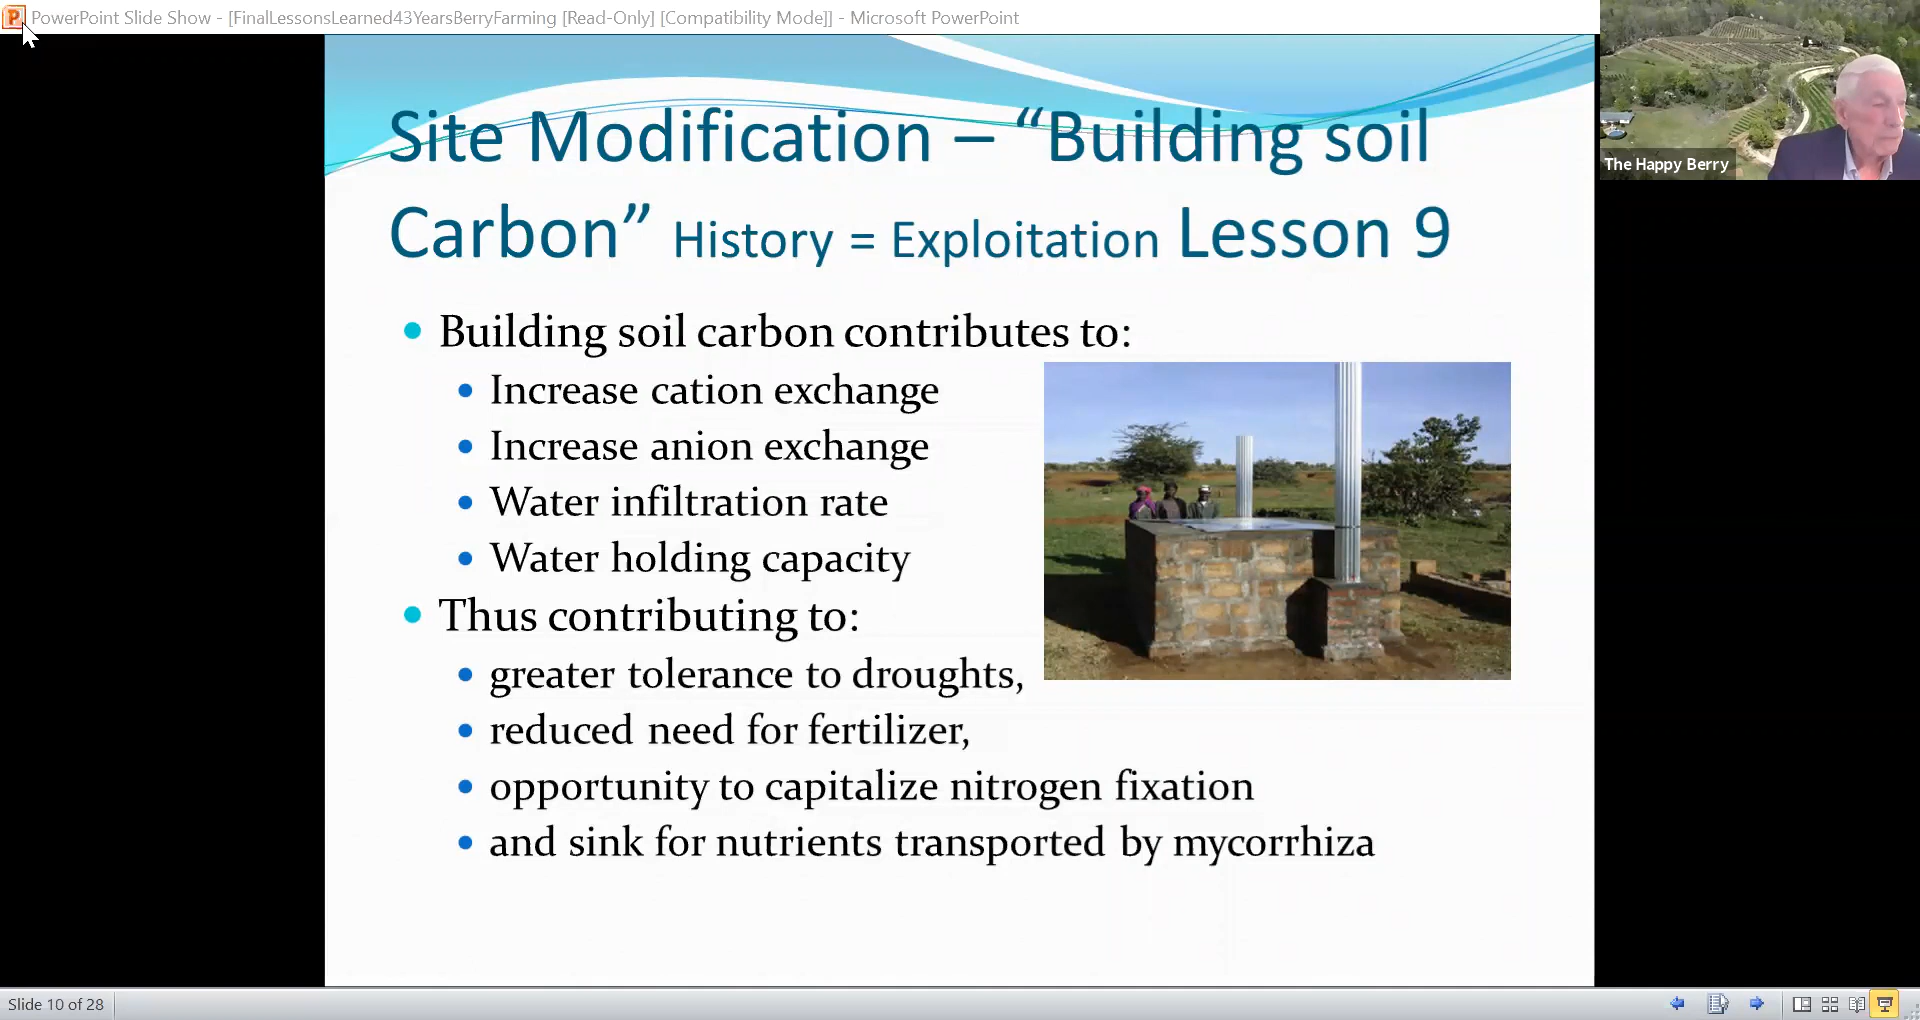 PowerPoint Slide Show - [FinalLessonsLearned43YearsBerryFarming [Read-Only] [Compatibility Mode]] - Microsoft PowerPoint
The Happy Berry
Site Modification – “Building soil
Carbon” History = Exploitation Lesson 9
Building soil carbon contributes to:
Increase cation exchange
Increase anion exchange
Water infiltration rate
Water holding capacity
Thus contributing to:
greater tolerance to droughts,
reduced need for fertilizer,
opportunity to capitalize nitrogen fixation
and sink for nutrients transported by mycorrhiza
Slide 10 of 28